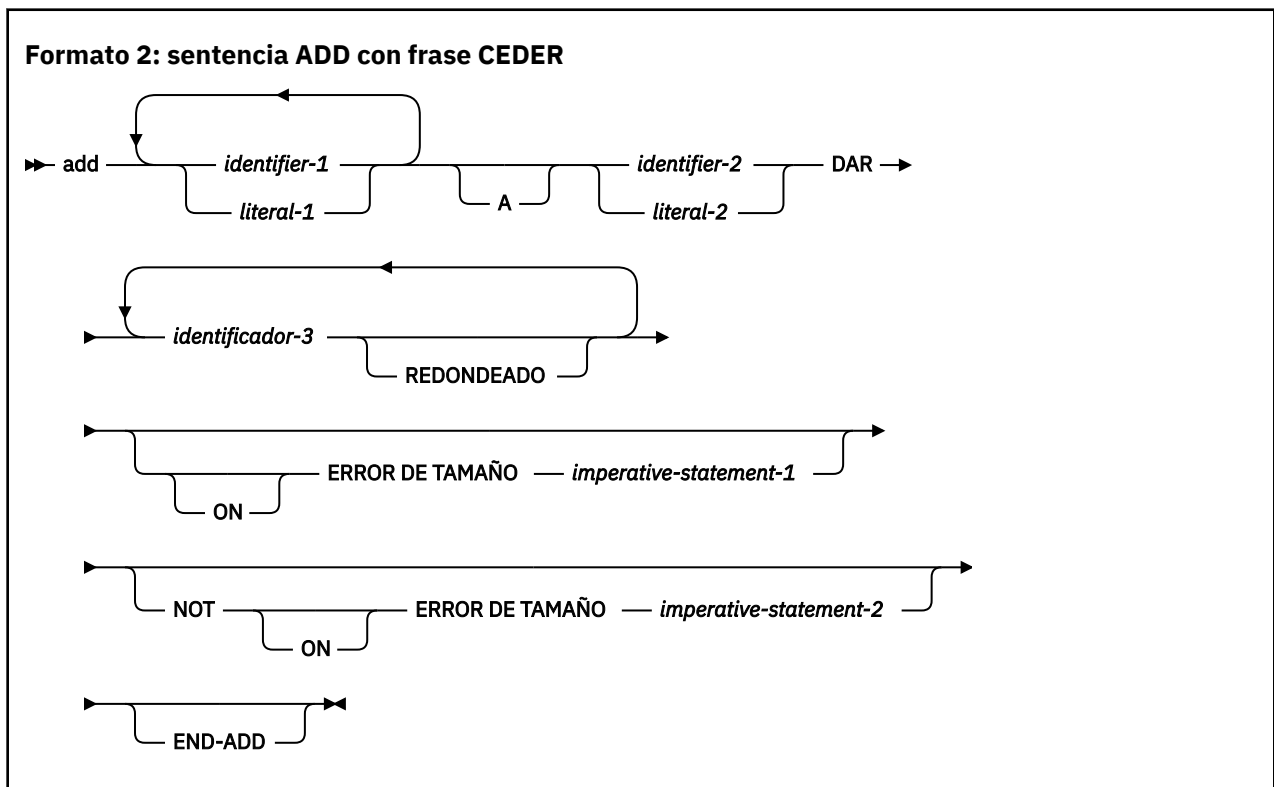 Formato 2: sentencia ADD con frase CEDER
add identifier-1 A identifier-2 DAR
literal-1 literal-2
identificador-3
REDONDEADO
ERROR DE TAMAÑO imperative-statement-1
ON
NOT ERROR DE TAMAÑO imperative-statement-2
ON
END-ADD